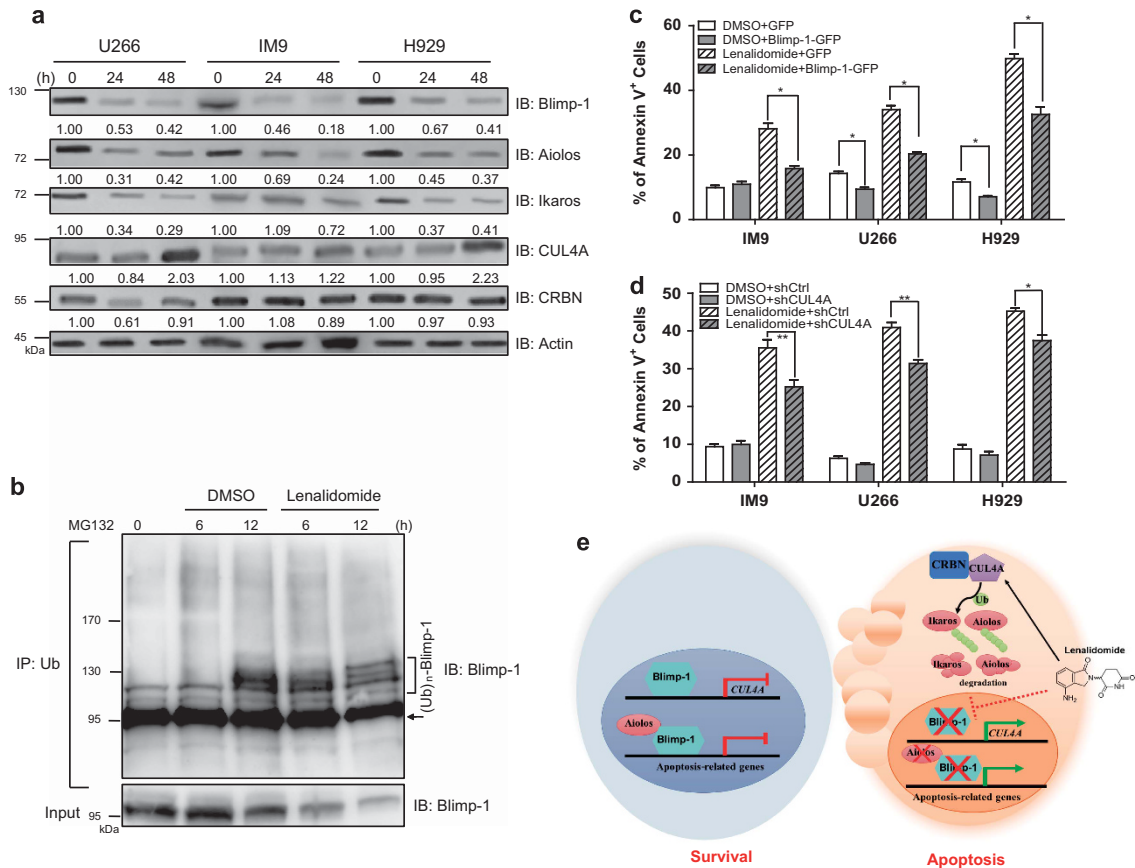 a
U266 IM9 H929
(h) 0 24 48 0 24 48 0 24 48
130 IB: Blimp-1
1.00 0.53 0.42 1.00 0.46 0.18 1.00 0.67 0.41
72 IB: Aiolos
1.00 0.31 0.42 1.00 0.69 0.24 1.00 0.45 0.37
72 IB: Ikaros
1.00 0.34 0.29 1.00 1.09 0.72 1.00 0.37 0.41
95 IB: CUL4A
1.00 0.84 2.03 1.00 1.13 1.22 1.00 0.95 2.23
55 IB: CRBN
1.00 0.61 0.91 1.00 1.08 0.89 1.00 0.97 0.93
45 IB: Actin
kDa
b
DMSO Lenalidomide
MG132 0 6 12 6 12 (h)
170
IP: Ub
130
95
(Ub)n-Blimp-1
IB: Blimp-1
Input 95 IB: Blimp-1
kDa
c
DMSO+GFP
DMSO+Blimp-1-GFP
Lenalidomide+GFP
Lenalidomide+Blimp-1-GFP
% of Annexin V+ Cells
60
40
20
0
* * * * *
IM9 U266 H929
d
DMSO+shCtrl
DMSO+shCUL4A
Lenalidomide+shCtrl
Lenalidomide+shCUL4A
% of Annexin V+ Cells
50
40
30
20
10
0
** ** *
IM9 U266 H929
e
Blimp-1
CUL4A
Aiolos
Blimp-1
Apoptosis-related genes
Survival
CRBN
CUL4A
Ub
Ikaros Aiolos
Ikaros Aiolos
degradation
Lenalidomide
O
N
O
NH
O
NH2
Blimp-1
CUL4A
Aiolos
Blimp-1
Apoptosis-related genes
Apoptosis